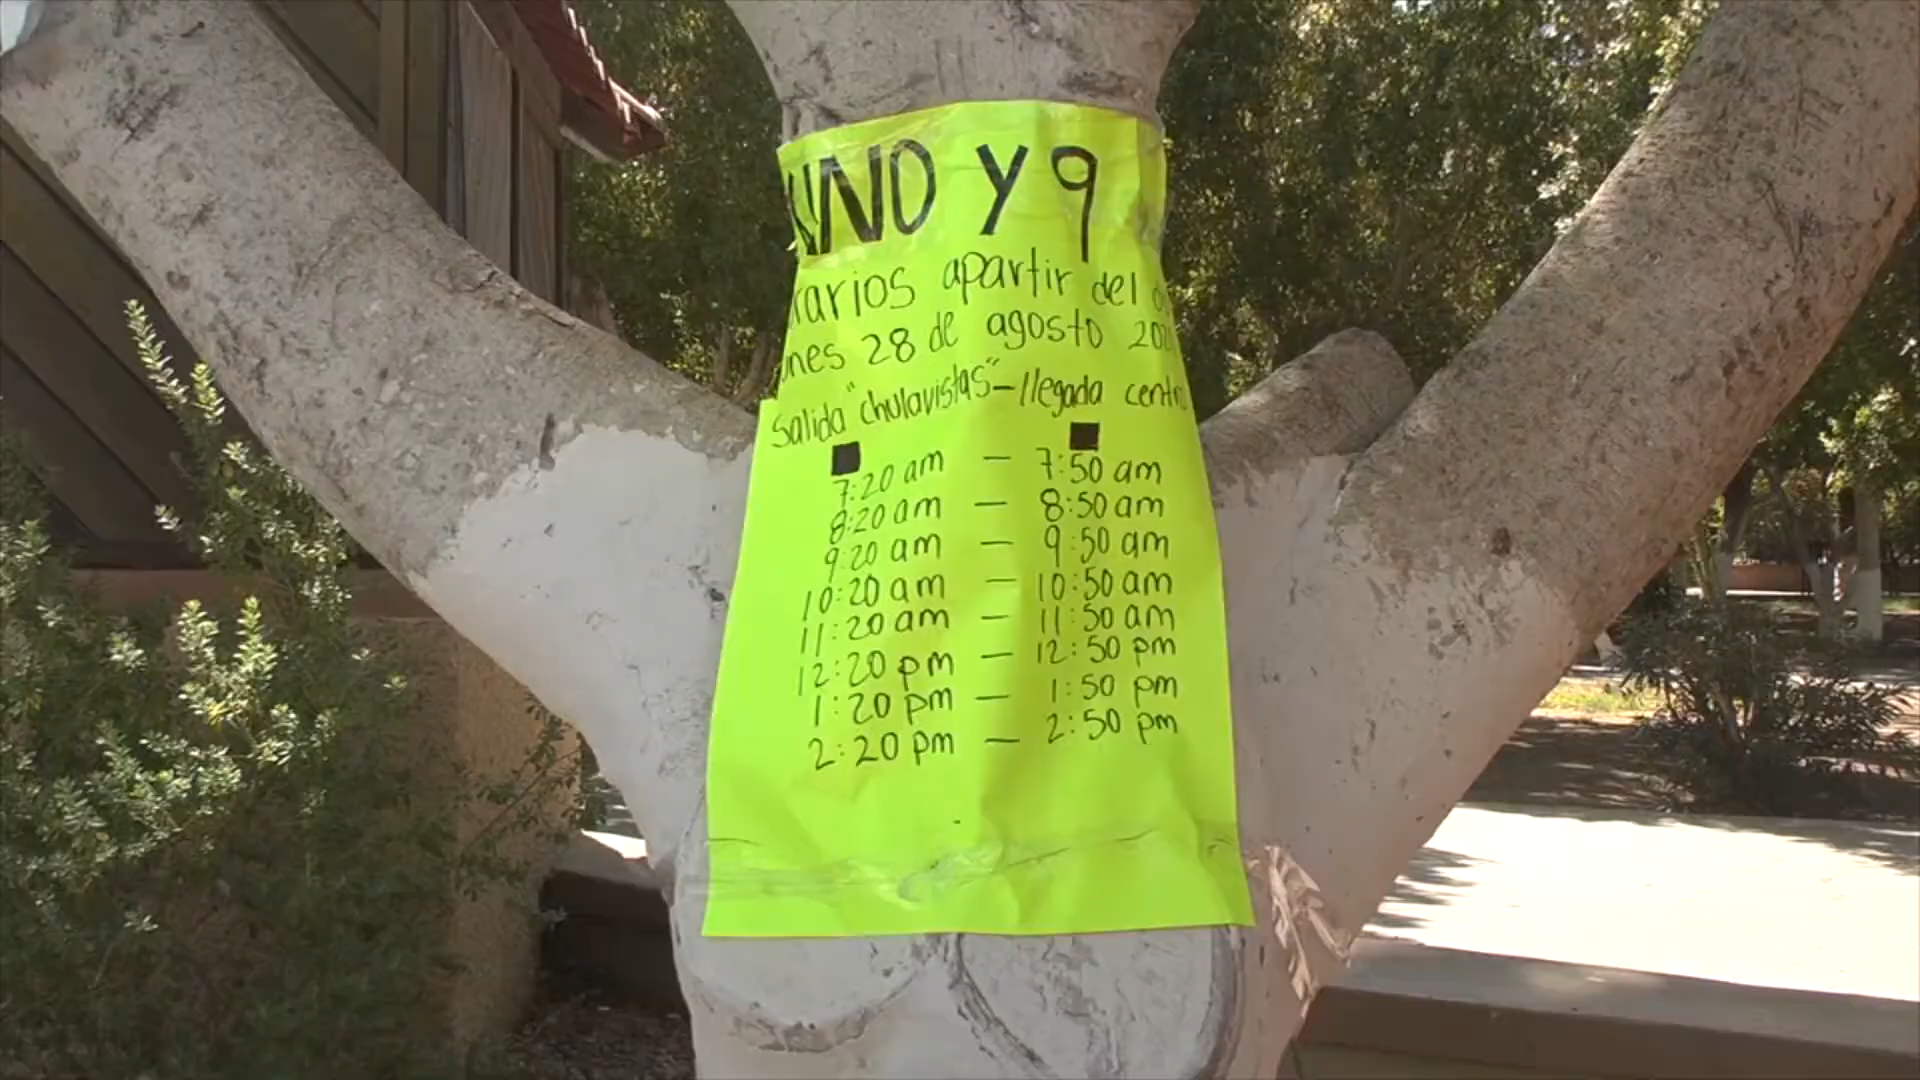 UNO Y 9
rarios apartir del
unes 28 de agosto 202
Salida "chulavistas" - llegada centro
7:20 am - 7:50 am
8:20 am - 8:50 am
9:20 am - 9:50 am
10:20 am - 10:50 am
11:20 am - 11:50 am
12:20 pm - 12:50 pm
1:20 pm - 1:50 pm
2:20 pm - 2:50 pm